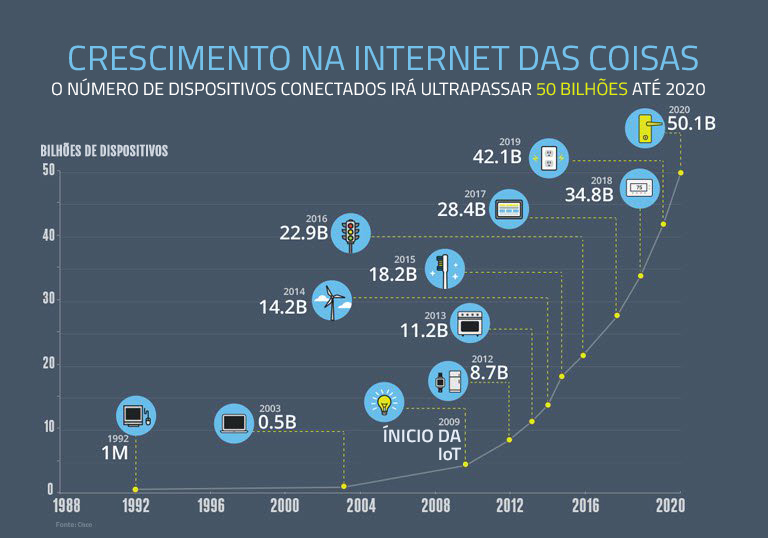 CRESCIMENTO NA INTERNET DAS COISAS
O NÚMERO DE DISPOSITIVOS CONECTADOS IRÁ ULTRAPASSAR 50 BILHÕES ATÉ 2020
BILHÕES DE DISPOSITIVOS
50
40
30
20
10
0
1988
1992
1996
2000
2004
2008
2012
2016
2020
1992
1M
2003
0.5B
2009
ÍNICIO DA
IoT
2012
8.7B
2013
11.2B
2014
14.2B
2015
18.2B
2016
22.9B
2017
28.4B
2018
34.8B
75
2019
42.1B
2020
50.1B
Fonte: Cisco